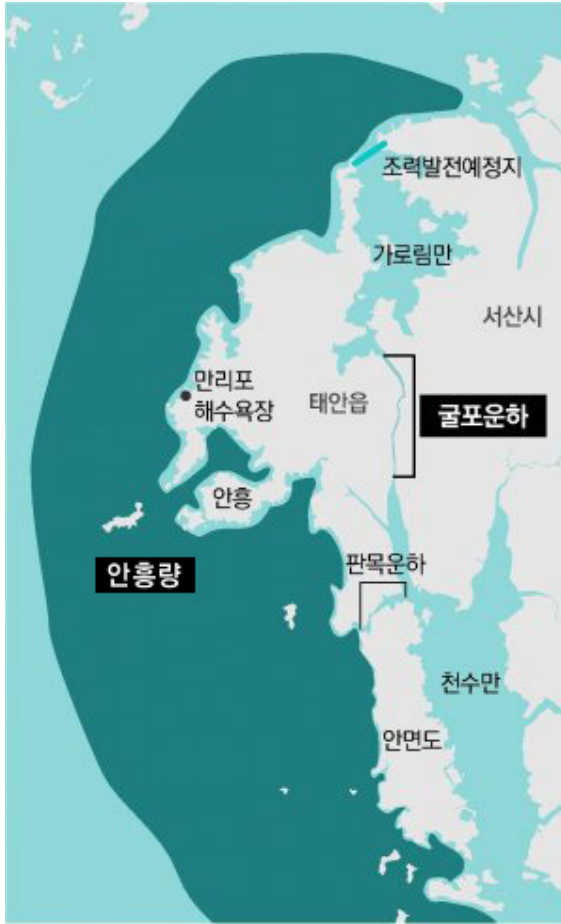 조력발전예정지
가로림만
서산시
만리포
해수욕장
태안읍
굴포운하
안흥
안흥량
판목운하
천수만
안면도